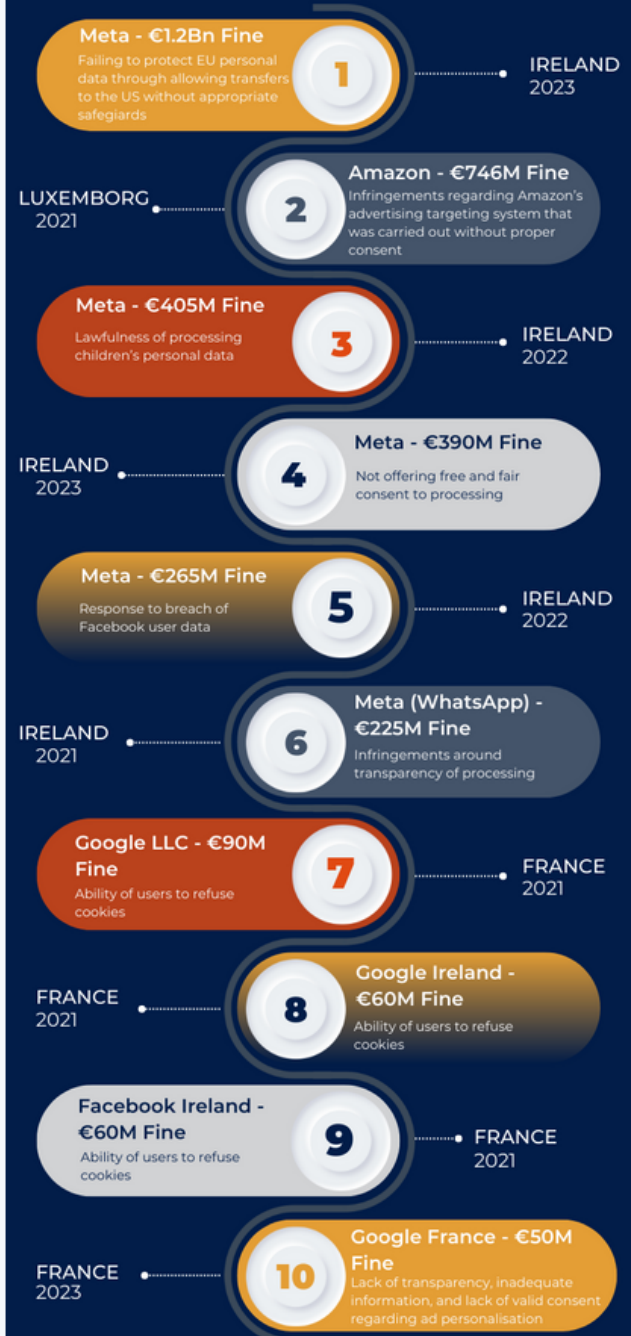 Meta - €1.2Bn Fine
Failing to protect EU personal
data through allowing transfers
to the US without appropriate
safegiards
1
IRELAND
2023
Amazon - €746M Fine
Infringements regarding Amazon's
advertising targeting system that
was carried out without proper
consent
2
LUXEMBORG
2021
Meta - €405M Fine
Lawfulness of processing
children's personal data
3
IRELAND
2022
Meta - €390M Fine
Not offering free and fair
consent to processing
4
IRELAND
2023
Meta - €265M Fine
Response to breach of
Facebook user data
5
IRELAND
2022
Meta (WhatsApp) -
€225M Fine
Infringements around
transparency of processing
6
IRELAND
2021
Google LLC - €90M
Fine
Ability of users to refuse
cookies
7
FRANCE
2021
Google Ireland -
€60M Fine
Ability of users to refuse
cookies
8
FRANCE
2021
Facebook Ireland -
€60M Fine
Ability of users to refuse
cookies
9
FRANCE
2021
Google France - €50M
Fine
Lack of transparency, inadequate
information, and lack of valid consent
regarding ad personalisation
10
FRANCE
2023